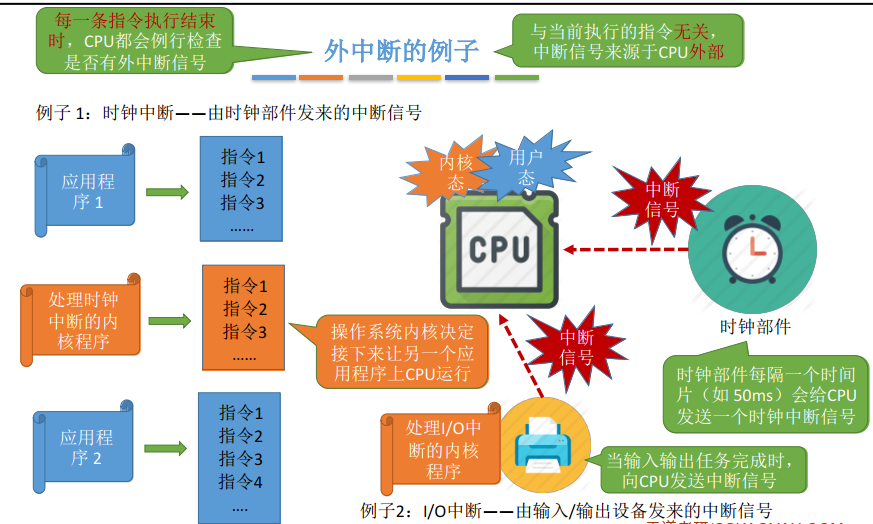 每一条指令执行结束
时，CPU都会例行检查
是否有外中断信号
外中断的例子
与当前执行的指令无关，
中断信号来源于CPU外部
例子1：时钟中断——由时钟部件发来的中断信号
应用程
序1
指令1
指令2
指令3
……
内核
态
用户
态
CPU
中断
信号
时钟部件
时钟部件每隔一个时间
片（如50ms）会给CPU
发送一个时钟中断信号
处理时钟
中断的内
核程序
指令1
指令2
指令3
……
操作系统内核决定
接下来让另一个应
用程序上CPU运行
中断
信号
应用程
序2
指令1
指令2
指令3
指令4
….
处理I/O中
断的内核
程序
当输入输出任务完成时，
向CPU发送中断信号
例子2：I/O中断——由输入/输出设备发来的中断信号